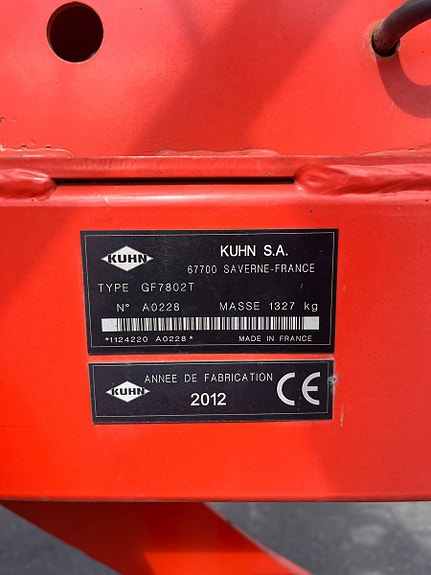 KUHN
KUHN S.A.
67700 SAVERNE-FRANCE
TYPE GF7802T
N° A0228 MASSE 1327 kg
*1124220 A0228* MADE IN FRANCE
KUHN
ANNEE DE FABRICATION
2012
CE